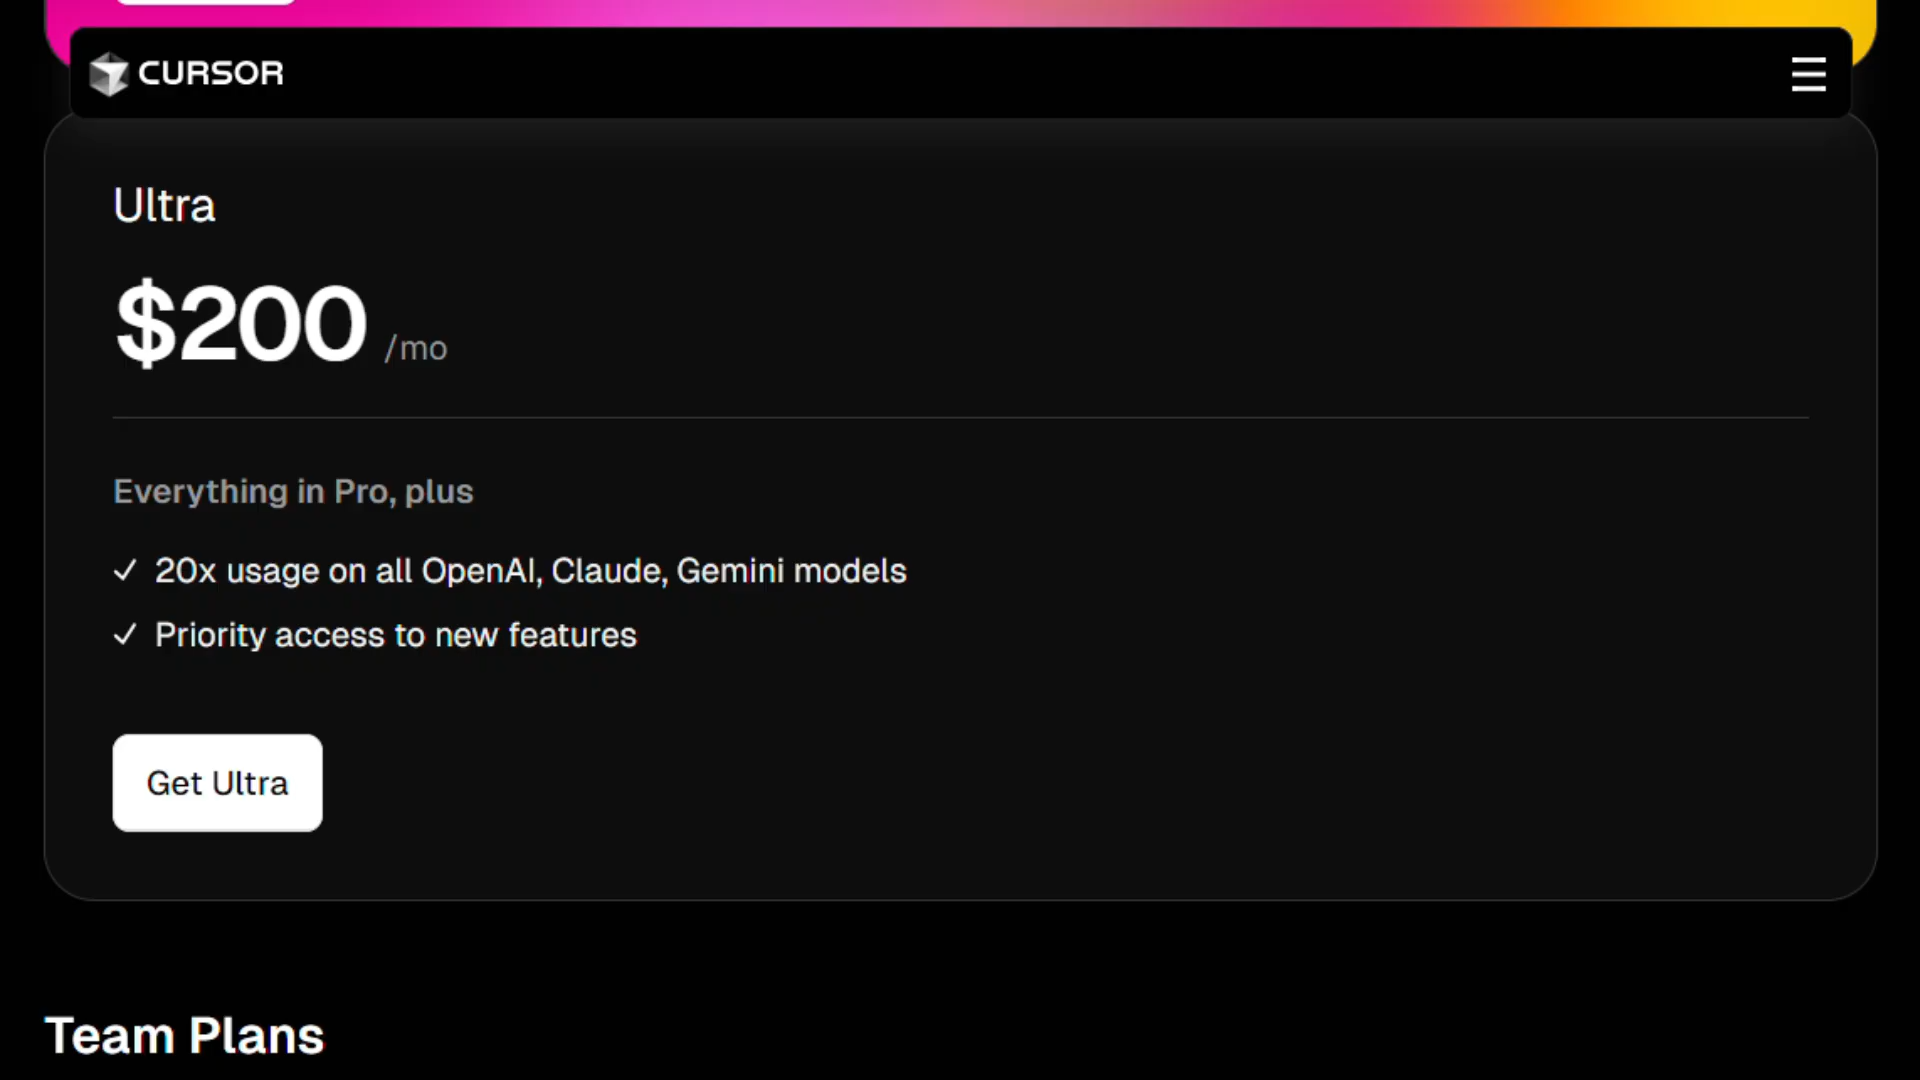 CURSOR
Ultra
$200 /mo
Everything in Pro, plus
✓ 20x usage on all OpenAI, Claude, Gemini models
✓ Priority access to new features
Get Ultra
Team Plans